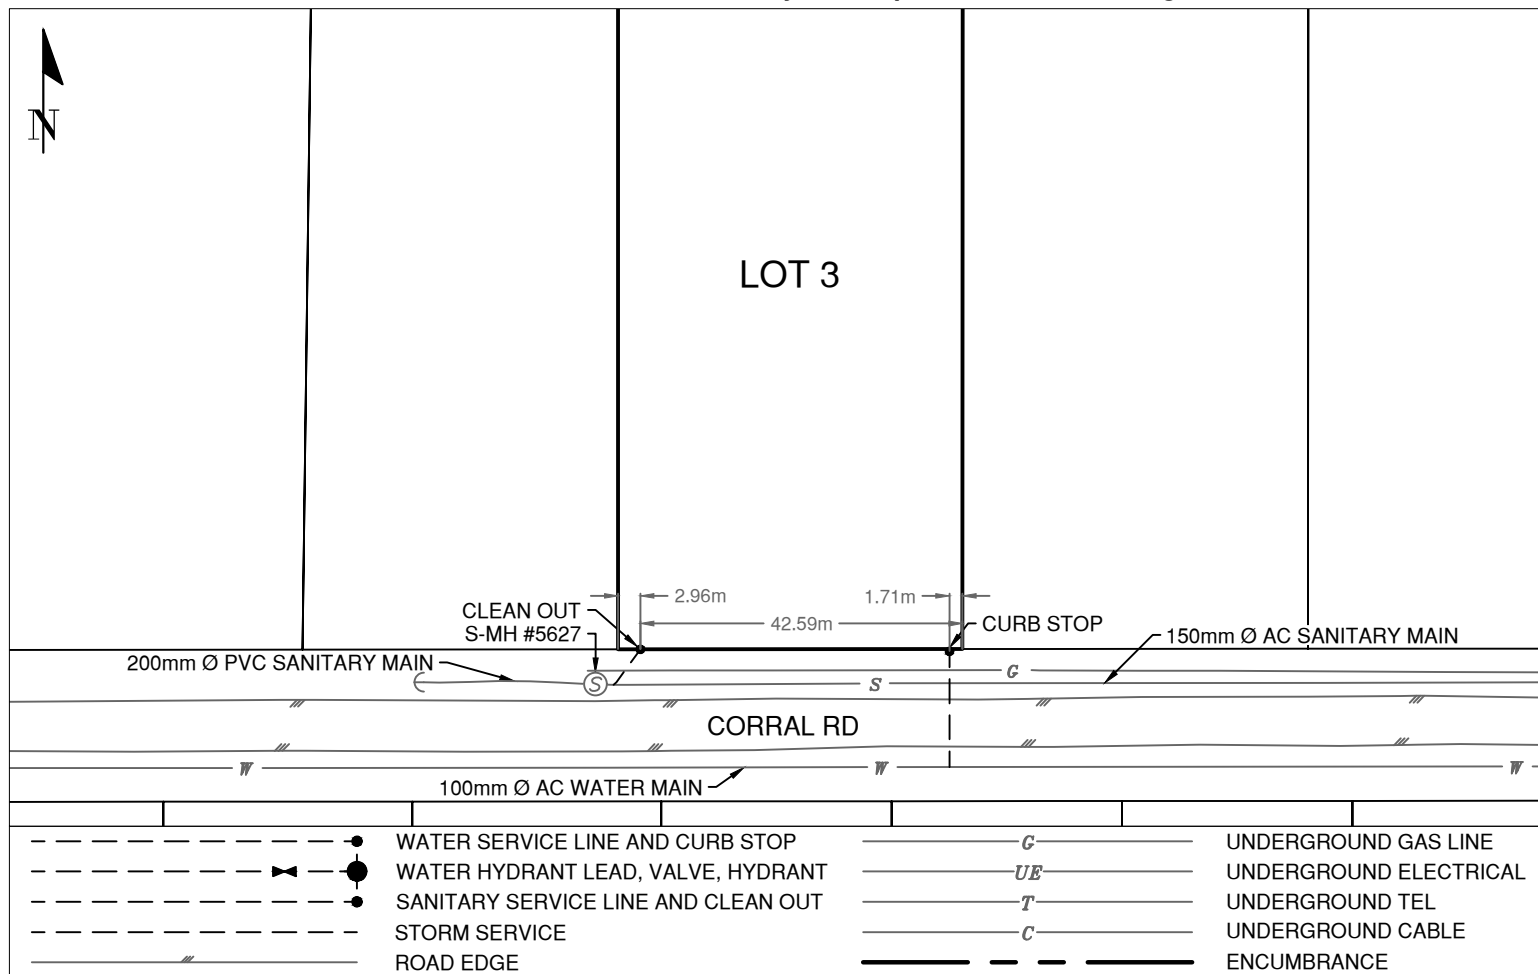 N
LOT 3
2.96m
1.71m
CLEAN OUT
42.59m
CURB STOP
S-MH #5627
150mm Ø AC SANITARY MAIN
200mm Ø PVC SANITARY MAIN
G
S
S
CORRAL RD
W
W
W
100mm Ø AC WATER MAIN
WATER SERVICE LINE AND CURB STOP
WATER HYDRANT LEAD, VALVE, HYDRANT
SANITARY SERVICE LINE AND CLEAN OUT
STORM SERVICE
ROAD EDGE
G
UNDERGROUND GAS LINE
UE
UNDERGROUND ELECTRICAL
T
UNDERGROUND TEL
C
UNDERGROUND CABLE
ENCUMBRANCE